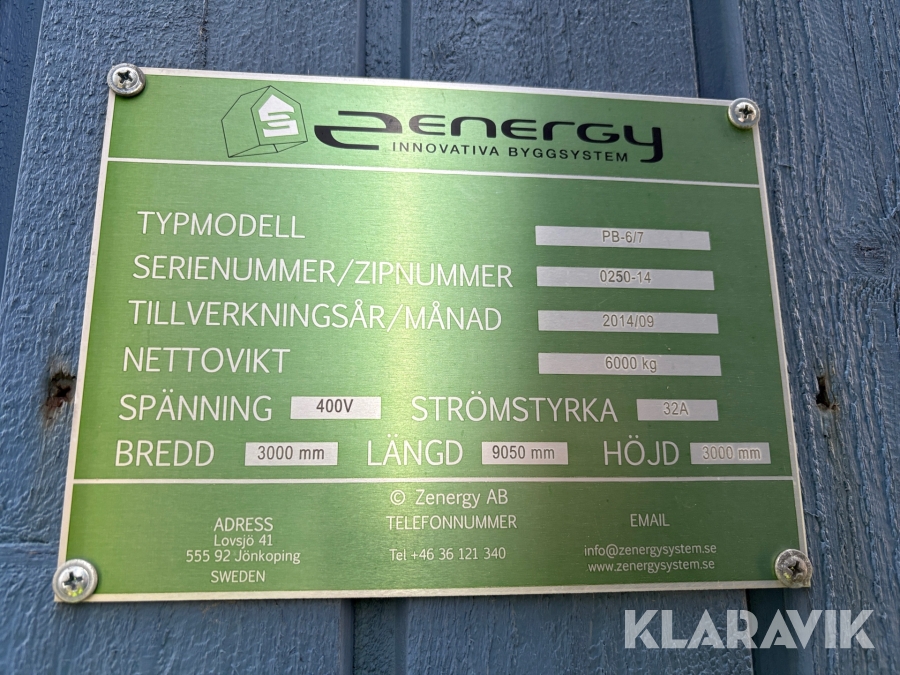 Zenergy
INNOVATIVA BYGGSYSTEM
TYPMODELL PB-6/7
SERIENUMMER/ZIPNUMMER 0250-14
TILLVERKNINGSÅR/MÅNAD 2014/09
NETTOVIKT 6000 kg
SPÄNNING 400V STRÖMSTYRKA 32A
BREDD 3000 mm LÄNGD 9050 mm HÖJD 3000 mm
© Zenergy AB
ADRESS TELEFONNUMMER EMAIL
Lovsjö 41
555 92 Jönkoping Tel +46 36 121 340 info@zenergysystem.se
SWEDEN www.zenergysystem.se
KLARAVIK